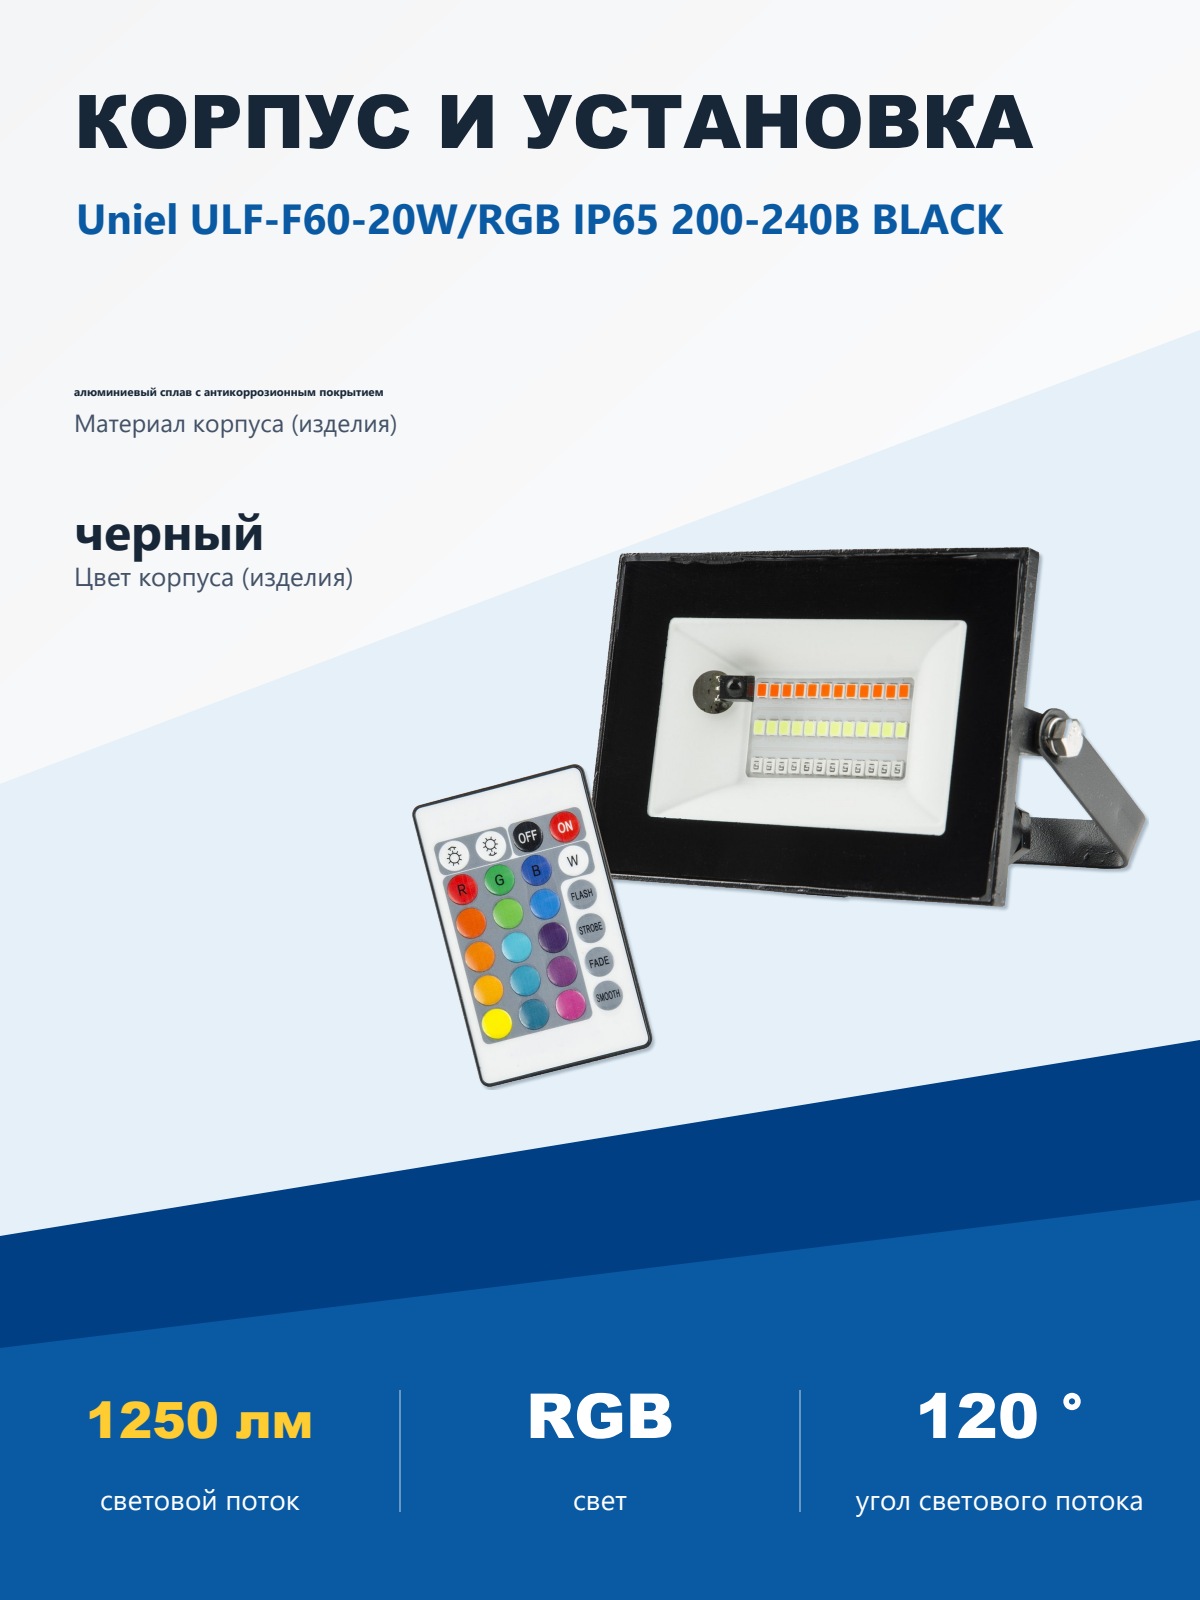 КОРПУС И УСТАНОВКА
Uniel ULF-F60-20W/RGB IP65 200-240В BLACK
алюминиевый сплав с антикоррозионным покрытием
Материал корпуса (изделия)
черный
Цвет корпуса (изделия)
OFF ON
R G B W
FLASH
STROBE
FADE
SMOOTH
1250 лм
световой поток
RGB
свет
120 °
угол светового потока